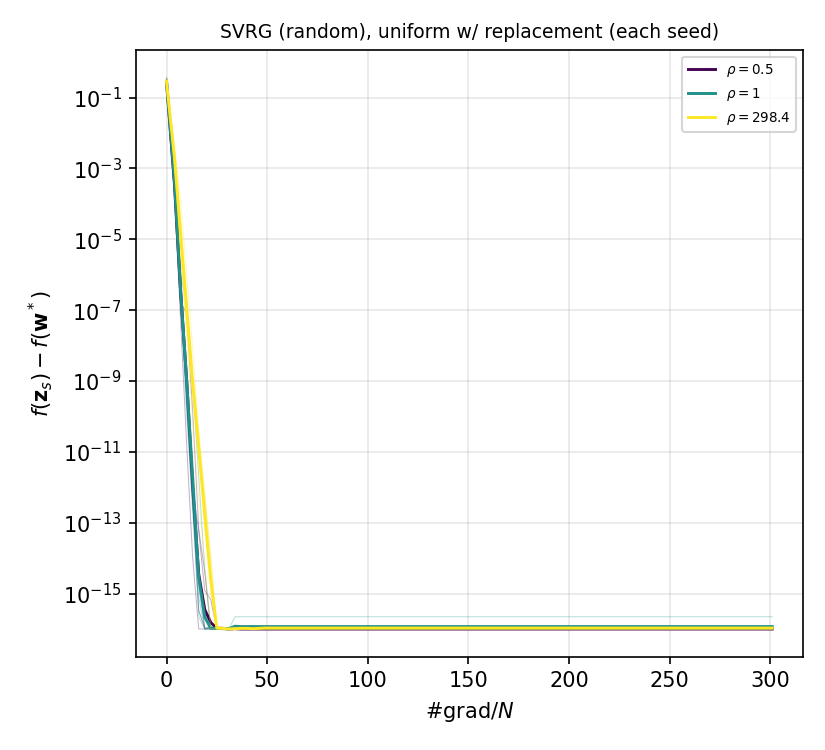 SVRG (random), uniform w/ replacement (each seed)
ρ = 0.5
ρ = 1
ρ = 298.4
10⁻¹
10⁻³
10⁻⁵
10⁻⁷
10⁻⁹
10⁻¹¹
10⁻¹³
10⁻¹⁵
f(z_s) − f(w*)
0 50 100 150 200 250 300
#grad/N